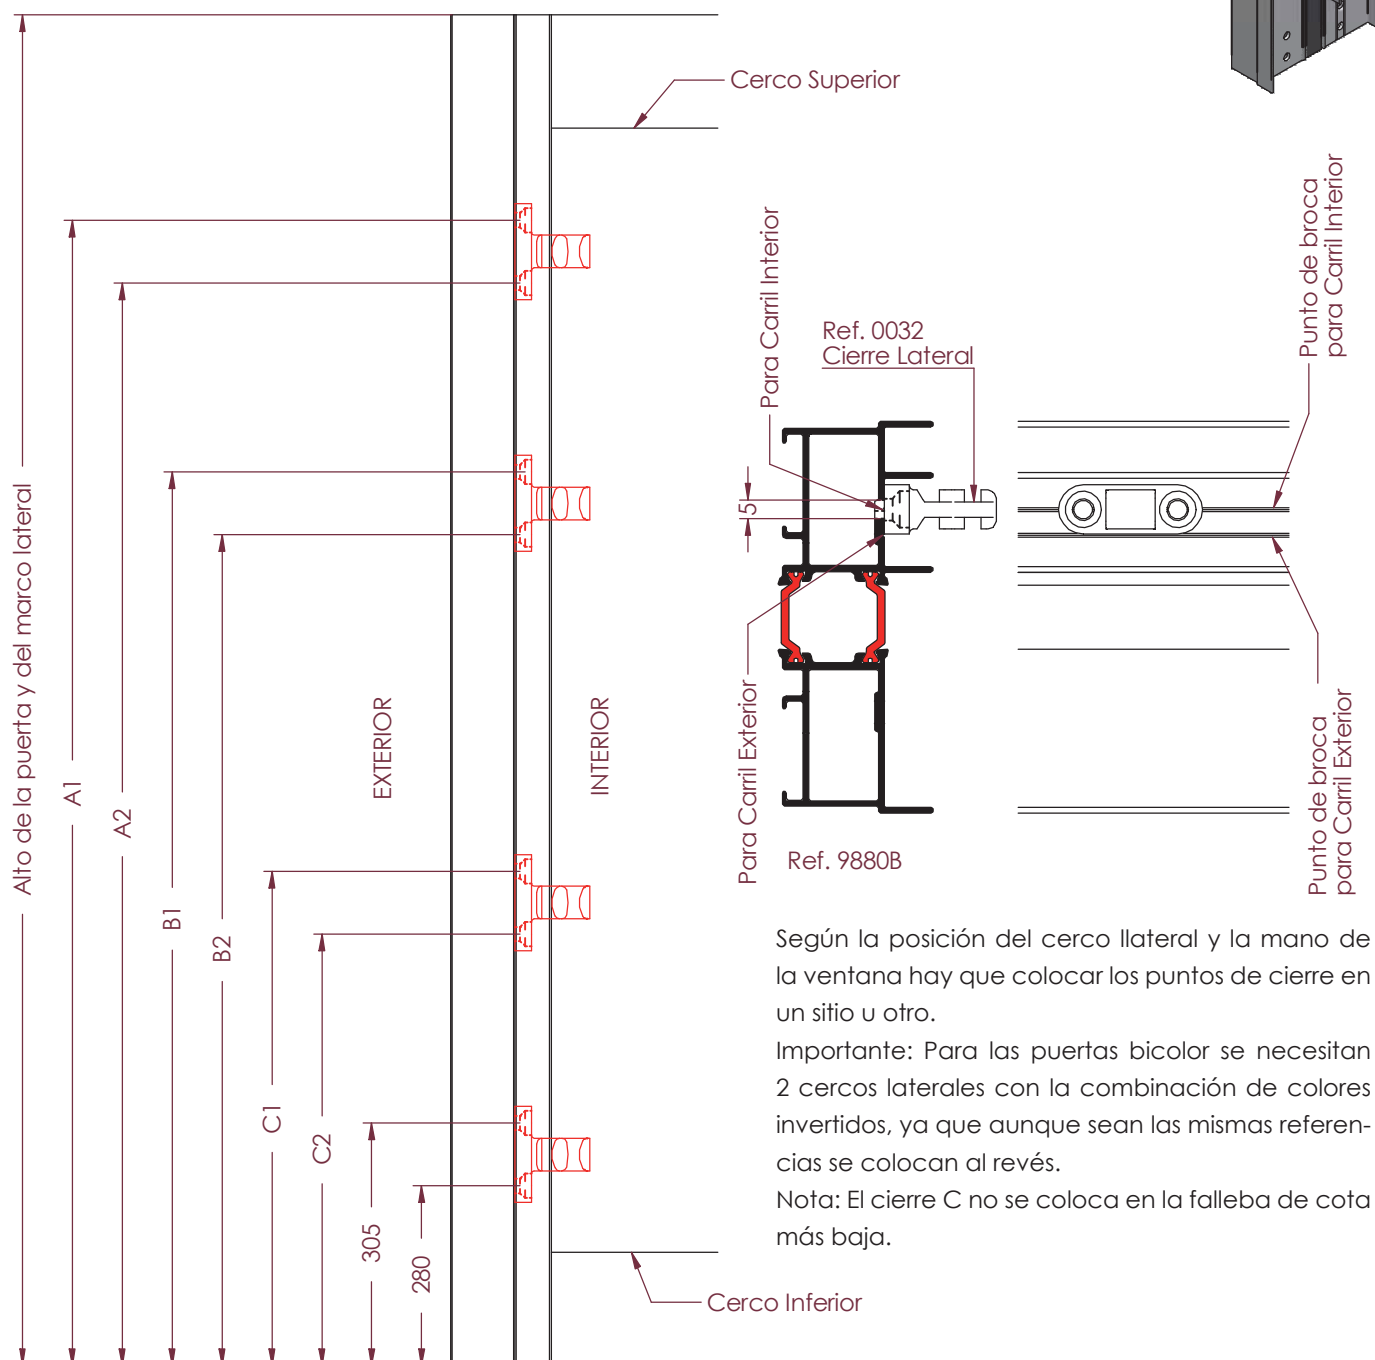 Cerco Superior
Alto de la puerta y del marco lateral
A1
A2
B1
B2
C1
C2
305
280
EXTERIOR
INTERIOR
Cerco Inferior
Para Carril Interior
Ref. 0032
Cierre Lateral
5
Para Carril Exterior
Ref. 9880B
Punto de broca
para Carril Interior
Punto de broca
para Carril Exterior
Según la posición del cerco llateral y la mano de
la ventana hay que colocar los puntos de cierre en
un sitio u otro.
Importante: Para las puertas bicolor se necesitan
2 cercos laterales con la combinación de colores
invertidos, ya que aunque sean las mismas referen-
cias se colocan al revés.
Nota: El cierre C no se coloca en la falleba de cota
más baja.